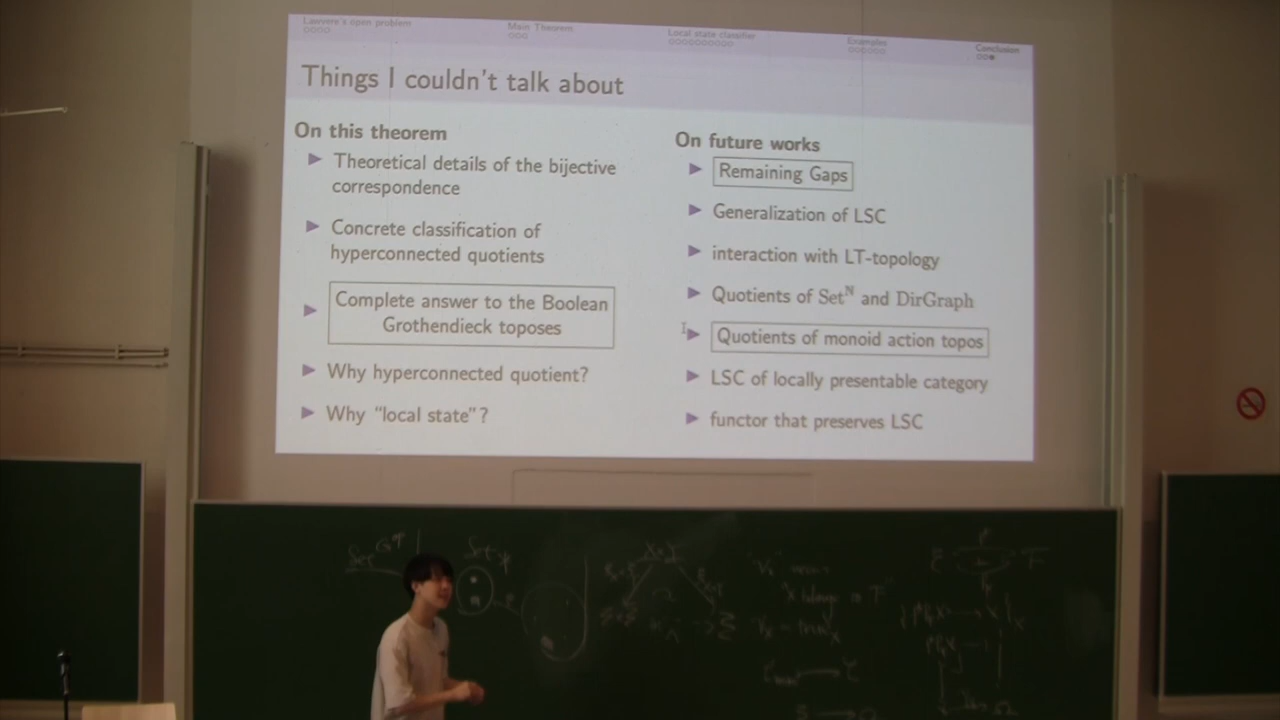 Lawvere's open problem
Main Theorem
Local state classifier
Examples
Conclusion
Things I couldn't talk about
On this theorem
Theoretical details of the bijective
correspondence
Concrete classification of
hyperconnected quotients
Complete answer to the Boolean
Grothendieck toposes
Why hyperconnected quotient?
Why "local state"?
On future works
Remaining Gaps
Generalization of LSC
interaction with LT-topology
Quotients of Set^ℕ and DirGraph
Quotients of monoid action topos
LSC of locally presentable category
functor that preserves LSC